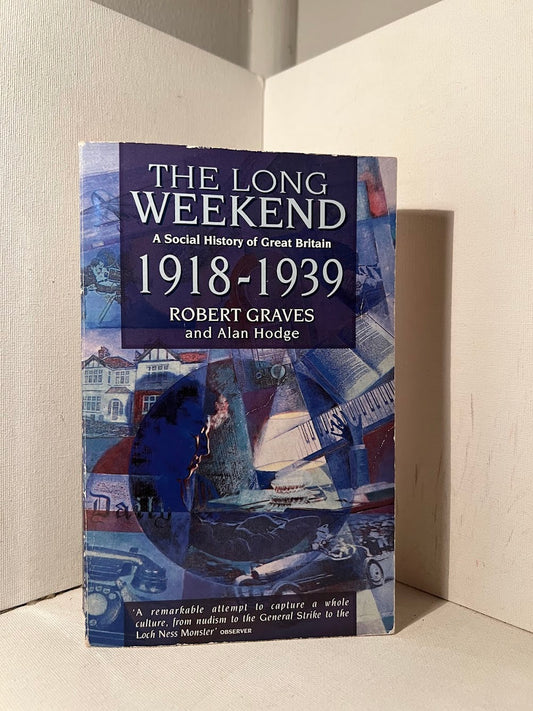 THE LONG
WEEKEND
A Social History of Great Britain
1918-1939
ROBERT GRAVES
and Alan Hodge
Daily
'A remarkable attempt to capture a whole
culture, from nudism to the General Strike to the
Loch Ness Monster' OBSERVER